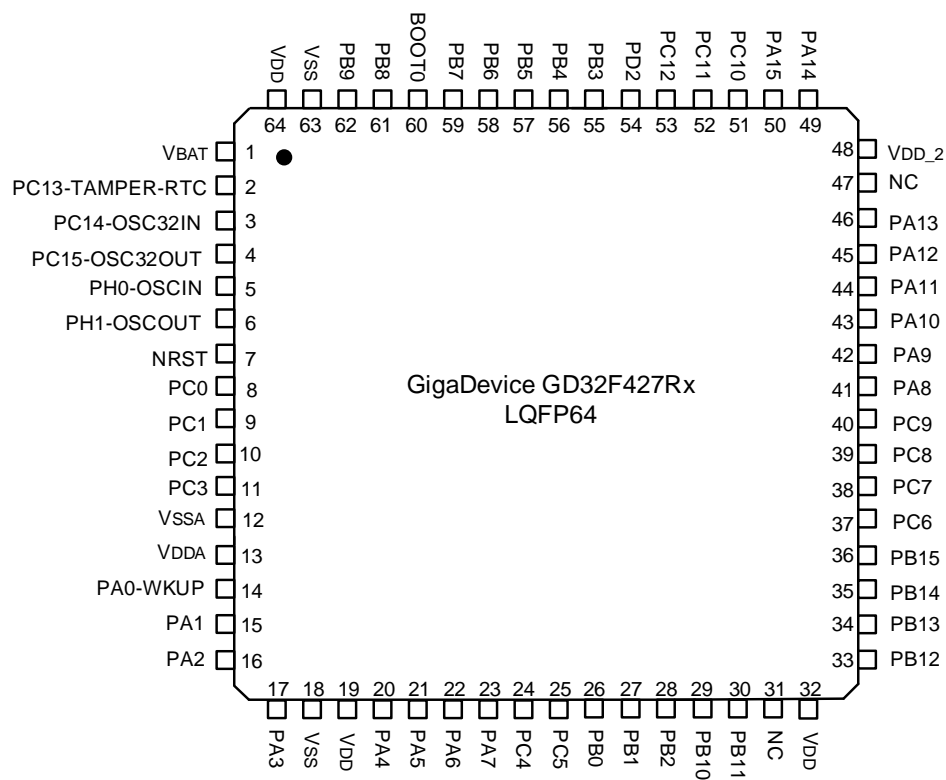 VDD
VSS
PB9
PB8
BOOT0
PB7
PB6
PB5
PB4
PB3
PD2
PC12
PC11
PC10
PA15
PA14
64 63 62 61 60 59 58 57 56 55 54 53 52 51 50 49
VBAT 1
PC13-TAMPER-RTC 2
PC14-OSC32IN 3
PC15-OSC32OUT 4
PH0-OSCIN 5
PH1-OSCOUT 6
NRST 7
PC0 8
PC1 9
PC2 10
PC3 11
VSSA 12
VDDA 13
PA0-WKUP 14
PA1 15
PA2 16
GigaDevice GD32F427Rx
LQFP64
48 VDD_2
47 NC
46 PA13
45 PA12
44 PA11
43 PA10
42 PA9
41 PA8
40 PC9
39 PC8
38 PC7
37 PC6
36 PB15
35 PB14
34 PB13
33 PB12
17 18 19 20 21 22 23 24 25 26 27 28 29 30 31 32
PA3
VSS
VDD
PA4
PA5
PA6
PA7
PC4
PC5
PB0
PB1
PB2
PB10
PB11
NC
VDD